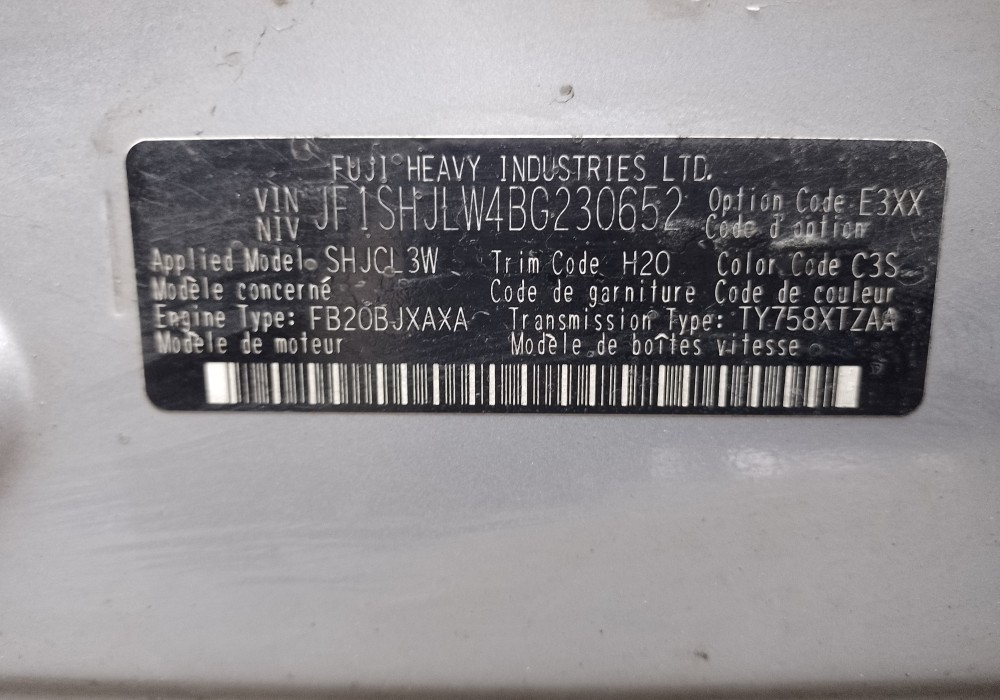 FUJI HEAVY INDUSTRIES LTD.
VIN JF1SHJLW4BG230652 Option Code E3XX
NIV Code d'option
Applied Model SHJCL3W Trim Code H20 Color Code C3S
Modèle concerné Code de garniture Code de couleur
Engine Type: FB20BJXAXA Transmission Type: TY758XTZAA
Modèle de moteur Modèle de boîtes vitesse